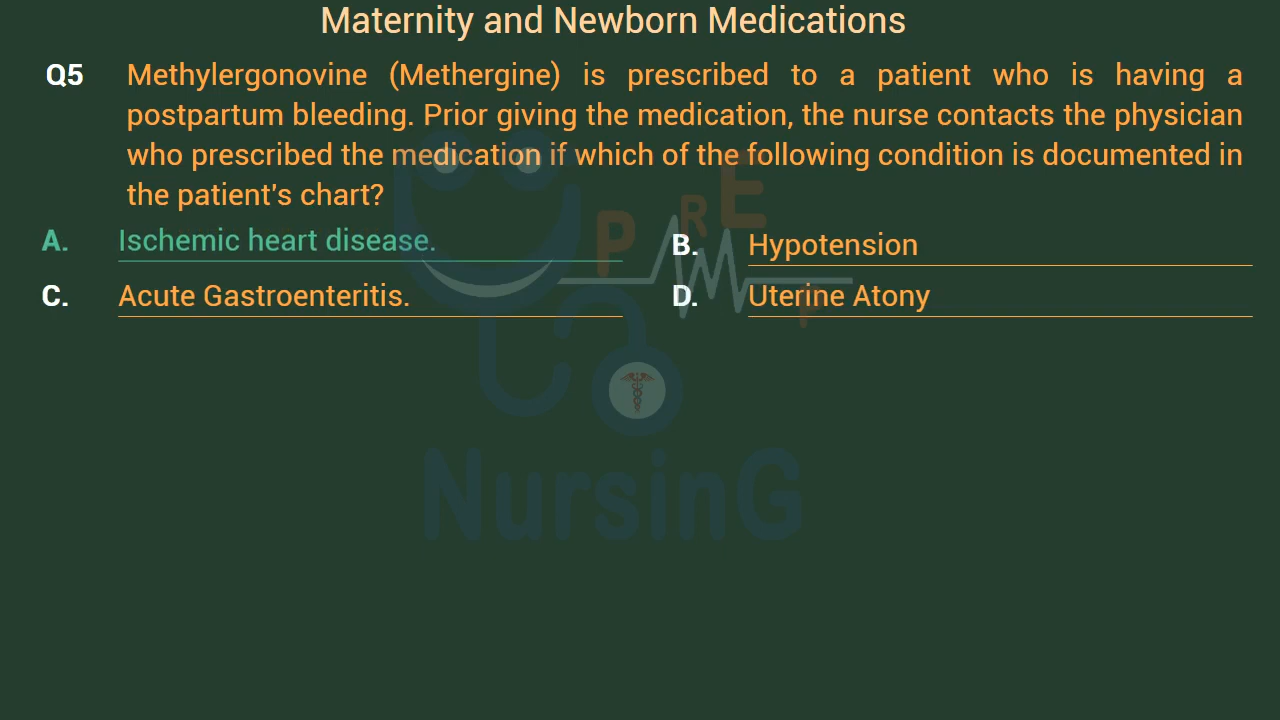 Maternity and Newborn Medications
Q5 Methylergonovine (Methergine) is prescribed to a patient who is having a
postpartum bleeding. Prior giving the medication, the nurse contacts the physician
who prescribed the medication if which of the following condition is documented in
the patient's chart?
A. Ischemic heart disease.
B. Hypotension
C. Acute Gastroenteritis.
D. Uterine Atony
PREP
NursinG